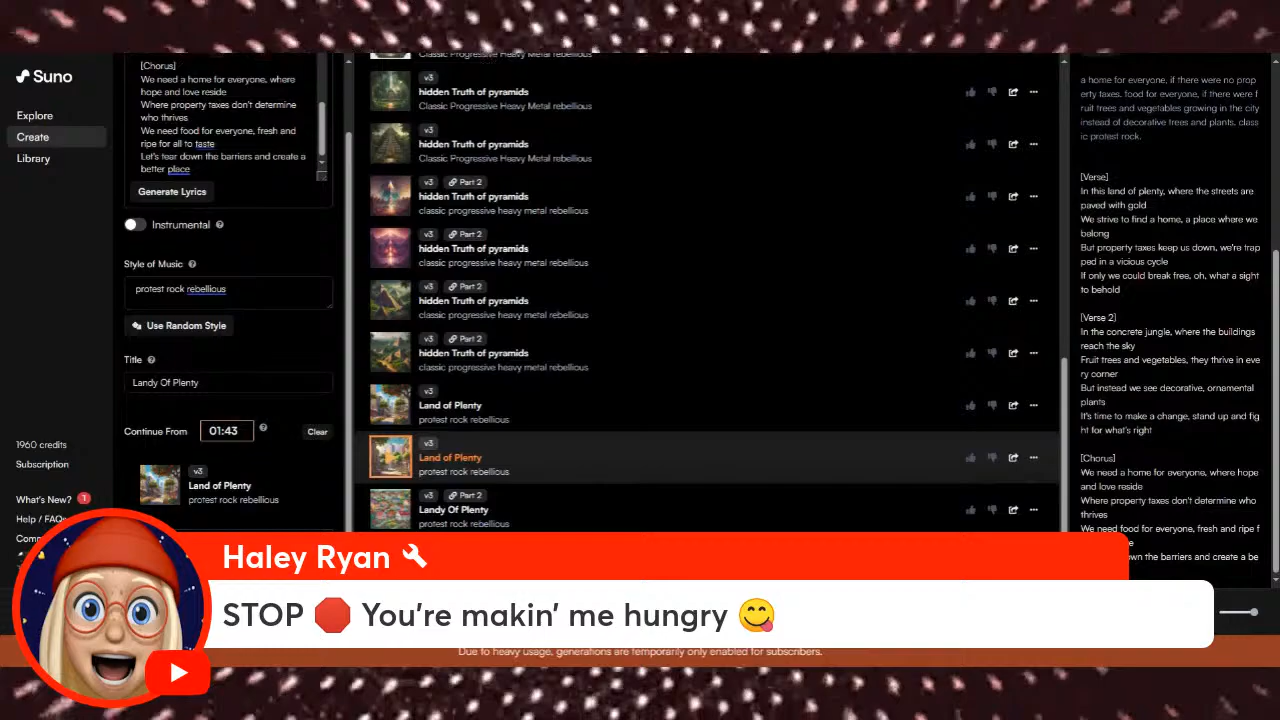 Suno
Explore
Create
Library
1960 credits
Subscription
What's New? 1
Help / FAQs
[Chorus]
We need a home for everyone, where
hope and love reside
Where property taxes don't determine
who thrives
We need food for everyone, fresh and
ripe for all to taste
Let's tear down the barriers and create a
better place
Generate Lyrics
Instrumental
Style of Music
protest rock rebellious
Use Random Style
Title
Landy Of Plenty
Continue From 01:43 Clear
v3
Land of Plenty
protest rock rebellious
Classic Progressive Heavy Metal rebellious
v3
hidden Truth of pyramids
Classic Progressive Heavy Metal rebellious
v3
hidden Truth of pyramids
Classic Progressive Heavy Metal rebellious
v3 Part 2
hidden Truth of pyramids
classic progressive heavy metal rebellious
v3 Part 2
hidden Truth of pyramids
classic progressive heavy metal rebellious
v3 Part 2
hidden Truth of pyramids
classic progressive heavy metal rebellious
v3 Part 2
hidden Truth of pyramids
classic progressive heavy metal rebellious
v3
Land of Plenty
protest rock rebellious
v3
Land of Plenty
protest rock rebellious
v3 Part 2
Landy Of Plenty
protest rock rebellious
a home for everyone, if there were no prop
erty taxes. food for everyone, if there were f
ruit trees and vegetables growing in the city
instead of decorative trees and plants. class
ic protest rock.
[Verse]
In this land of plenty, where the streets are
paved with gold
We strive to find a home, a place where we
belong
But property taxes keep us down, we're trap
ped in a vicious cycle
If only we could break free, oh, what a sight
to behold
[Verse 2]
In the concrete jungle, where the buildings
reach the sky
Fruit trees and vegetables, they thrive in eve
ry corner
But instead we see decorative, ornamental
plants
It's time to make a change, stand up and fig
ht for what's right
[Chorus]
We need a home for everyone, where hope
and love reside
Where property taxes don't determine who
thrives
We need food for everyone, fresh and ripe f
down the barriers and create a be
Haley Ryan
STOP 🛑 You're makin' me hungry 😋
Due to heavy usage, generations are temporarily only enabled for subscribers.